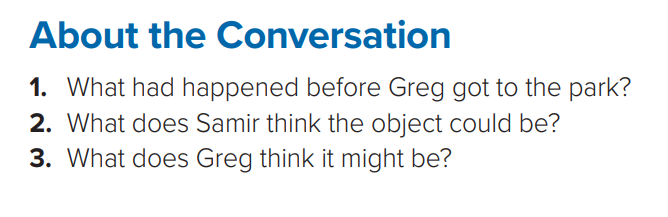 About the Conversation
1. What had happened before Greg got to the park?
2. What does Samir think the object could be?
3. What does Greg think it might be?